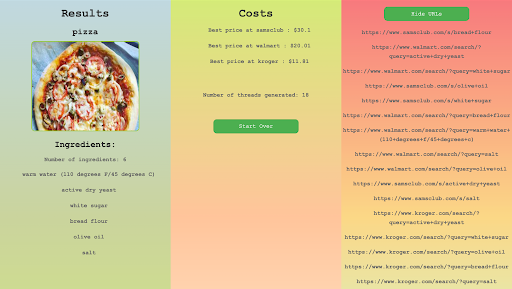 Results
pizza
Ingredients:
Number of ingredients: 6
warm water (110 degrees F/45 degrees C)
active dry yeast
white sugar
bread flour
olive oil
salt
Costs
Best price at samsclub : $30.1
Best price at walmart : $20.01
Best price at kroger : $11.81
Number of threads generated: 18
Start Over
Hide URLs
https://www.samsclub.com/s/bread+flour
https://www.walmart.com/search/?
query=active+dry+yeast
https://www.walmart.com/search/?query=white+sugar
https://www.samsclub.com/s/olive+oil
https://www.samsclub.com/s/white+sugar
https://www.walmart.com/search/?query=bread+flour
https://www.walmart.com/search/?query=warm+water+
(110+degrees+f/45+degrees+c)
https://www.walmart.com/search/?query=salt
https://www.walmart.com/search/?query=olive+oil
https://www.samsclub.com/s/active+dry+yeast
https://www.samsclub.com/s/salt
https://www.kroger.com/search/?
query=active+dry+yeast
https://www.kroger.com/search/?query=white+sugar
https://www.kroger.com/search/?query=olive+oil
https://www.kroger.com/search/?query=bread+flour
https://www.kroger.com/search/?query=salt